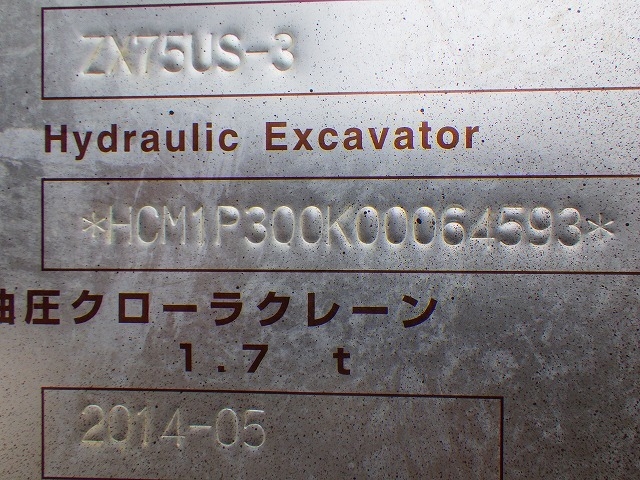 ZX75US-3
Hydraulic Excavator
*HCM1P300K00064593*
油圧クローラクレーン
1.7 t
2014-05